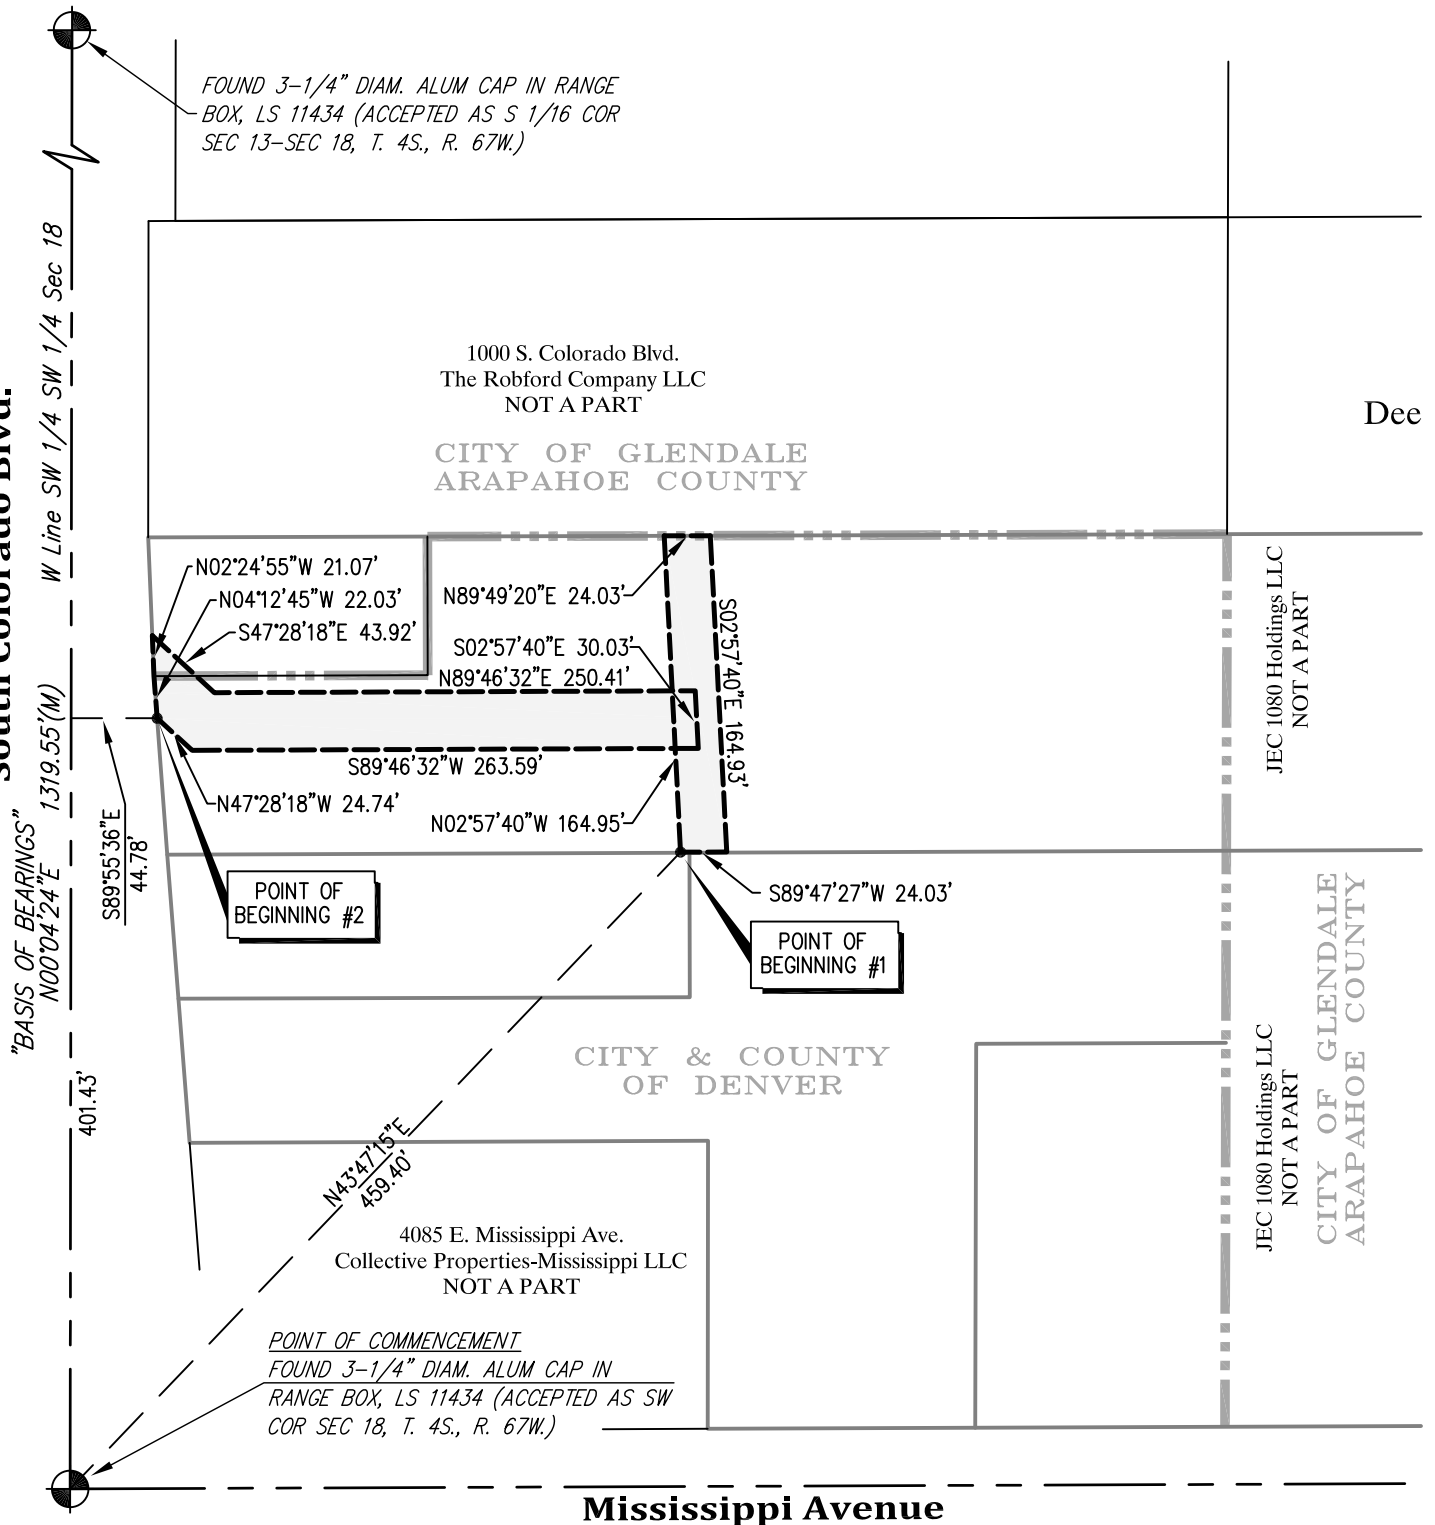 FOUND 3-1/4" DIAM. ALUM CAP IN RANGE
BOX, LS 11434 (ACCEPTED AS S 1/16 COR
SEC 13-SEC 18, T. 4S., R. 67W.)
W Line SW 1/4 SW 1/4 Sec 18
South Colorado Blvd.
1000 S. Colorado Blvd.
The Robford Company LLC
NOT A PART
Dee
CITY OF GLENDALE
ARAPAHOE COUNTY
N02°24'55"W 21.07'
N04°12'45"W 22.03'
S47°28'18"E 43.92'
N89°49'20"E 24.03'
S02°57'40"E 30.03'
N89°46'32"E 250.41'
S02°57'40"E 164.93'
JEC 1080 Holdings LLC
NOT A PART
S89°46'32"W 263.59'
N47°28'18"W 24.74'
N02°57'40"W 164.95'
"BASIS OF BEARINGS"
N00°04'24"E 1319.55'(M)
S89°55'36"E
44.78'
POINT OF
BEGINNING #2
S89°47'27"W 24.03'
POINT OF
BEGINNING #1
CITY & COUNTY
OF DENVER
CITY OF GLENDALE
ARAPAHOE COUNTY
401.43'
N43°47'15"E
459.40'
JEC 1080 Holdings LLC
NOT A PART
4085 E. Mississippi Ave.
Collective Properties-Mississippi LLC
NOT A PART
POINT OF COMMENCEMENT
FOUND 3-1/4" DIAM. ALUM CAP IN
RANGE BOX, LS 11434 (ACCEPTED AS SW
COR SEC 18, T. 4S., R. 67W.)
Mississippi Avenue